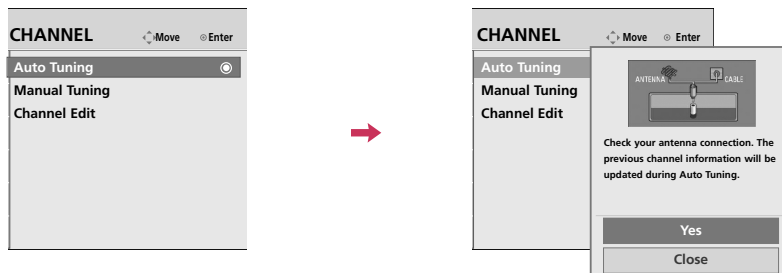 CHANNEL Move Enter
Auto Tuning
Manual Tuning
Channel Edit
CHANNEL Move Enter
Auto Tuning
Manual Tuning
Channel Edit
ANTENNA CABLE
Check your antenna connection. The
previous channel information will be
updated during Auto Tuning.
Yes
Close